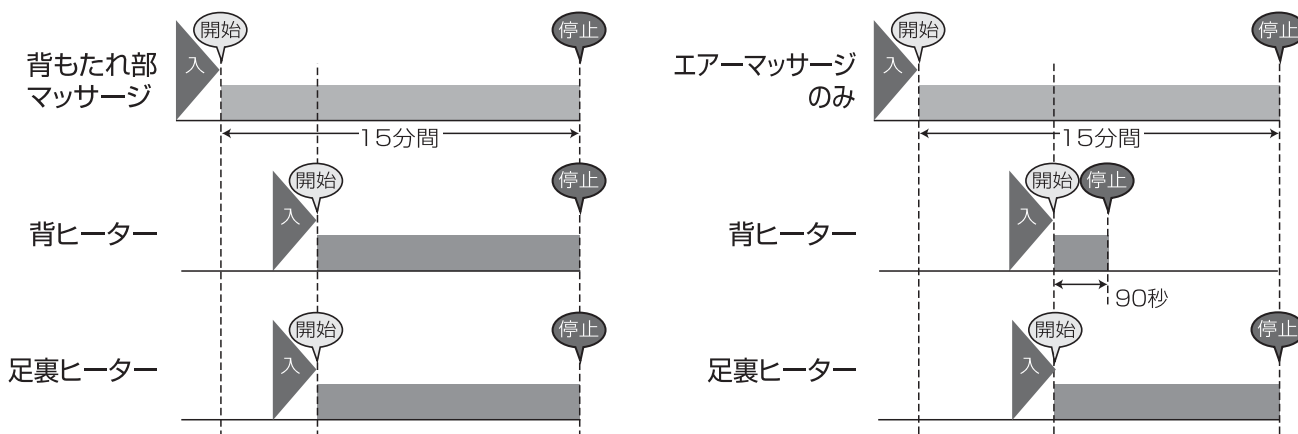 開始
停止
入
背もたれ部
マッサージ
15分間
開始
停止
入
背ヒーター
開始
停止
入
足裏ヒーター
開始
停止
入
エアーマッサージ
のみ
15分間
開始
停止
入
背ヒーター
90秒
開始
停止
入
足裏ヒーター